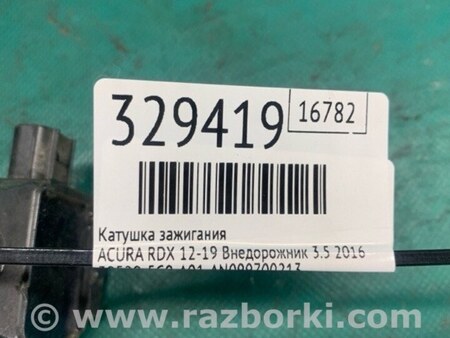 329419
16782
Катушка зажигания
ACURA RDX 12-19 Внедорожник 3.5 2016
www.razborki.com